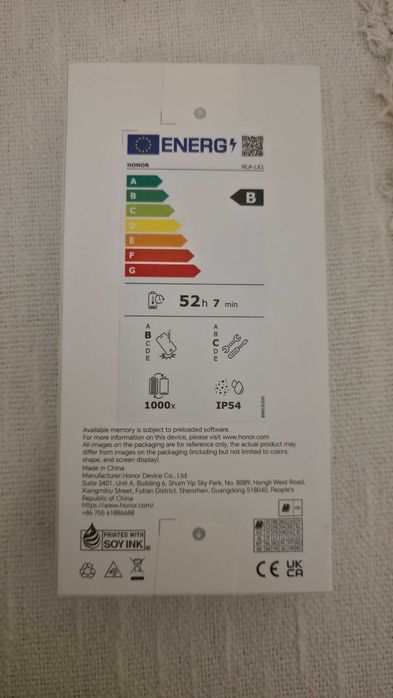 ENERG
HONOR NLA-LX1
A
B
C
D
E
F
G
B
52h 7 min
A
B
C
D
E
A
B
C
D
E
1000x
IP54
2023/1669
Available memory is subject to preloaded software.
For more information on this device, please visit www.honor.com
All images on the packaging are for reference only, the actual product may
differ from images on the packaging (including but not limited to colors,
shape, and screen display).
Made in China
Manufacturer:Honor Device Co., Ltd.
Suite 3401, Unit A, Building 6, Shum Yip Sky Park, No. 8089, Hongli West Road,
Xiangmihu Street, Futian District, Shenzhen, Guangdong 518040, People's
Republic of China
https://www.honor.com/
+86 755 61886688
PRINTED WITH
SOY INK
CE
UK
CA